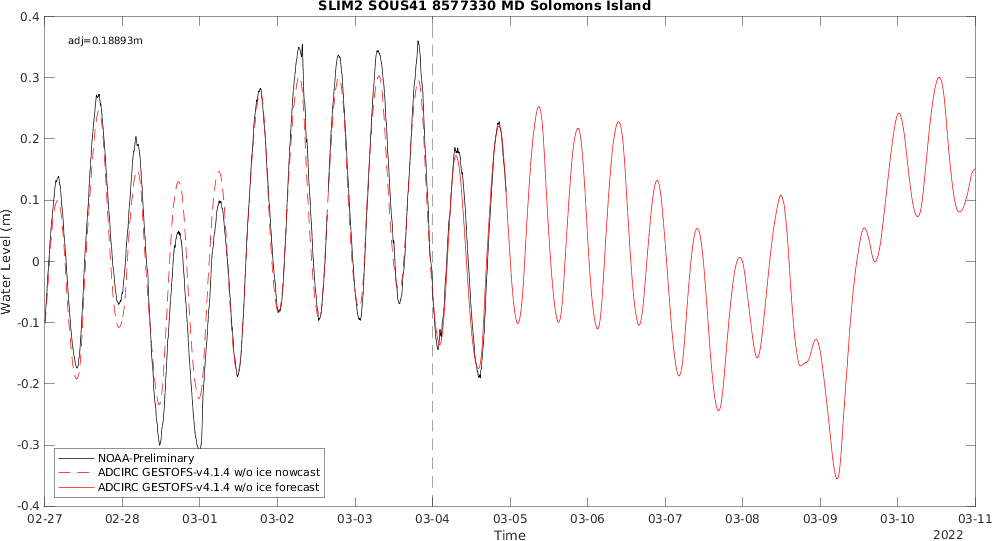 SLIM2 SOUS41 8577330 MD Solomons Island
adj=0.18893m
0.4
0.3
0.2
0.1
0
-0.1
-0.2
-0.3
-0.4
Water Level (m)
NOAA-Preliminary
ADCIRC GESTOFS-v4.1.4 w/o ice nowcast
ADCIRC GESTOFS-v4.1.4 w/o ice forecast
02-27 02-28 03-01 03-02 03-03 03-04 03-05 03-06 03-07 03-08 03-09 03-10 03-11
Time
2022